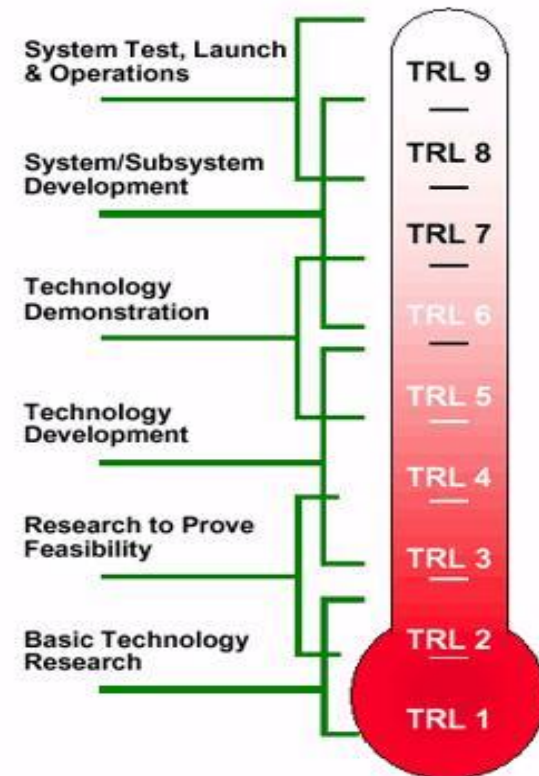 System Test, Launch
& Operations
System/Subsystem
Development
Technology
Demonstration
Technology
Development
Research to Prove
Feasibility
Basic Technology
Research
TRL 9
TRL 8
TRL 7
TRL 6
TRL 5
TRL 4
TRL 3
TRL 2
TRL 1